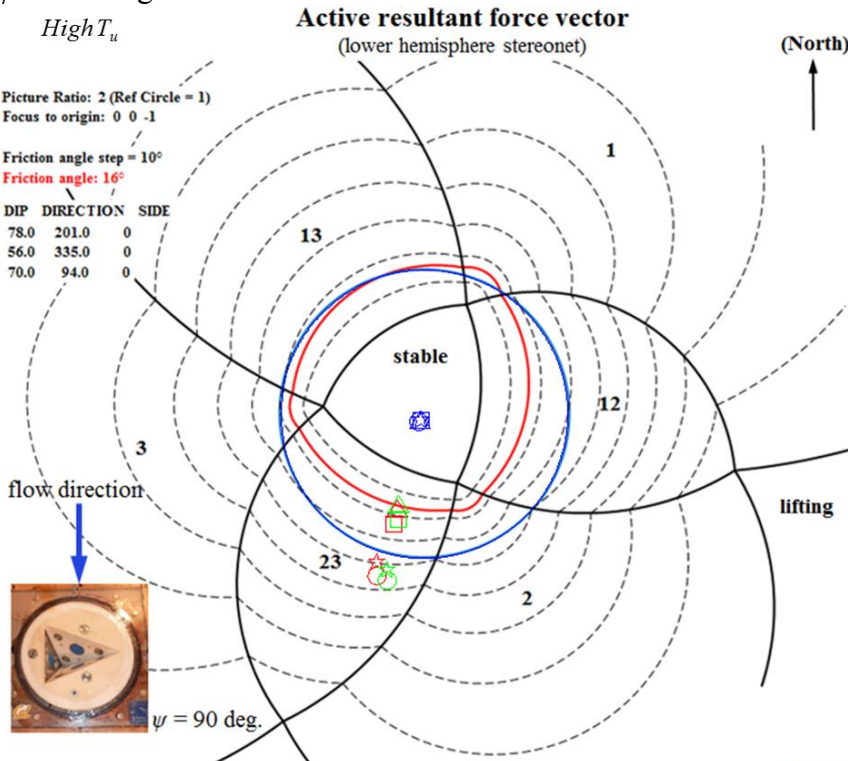 Active resultant force vector
High T_u
(lower hemisphere stereonet)
(North)
Picture Ratio: 2 (Ref Circle = 1)
Focus to origin: 0 0 -1
1
Friction angle step = 10°
Friction angle: 16°
DIP DIRECTION SIDE
78.0 201.0 0
56.0 335.0 0
70.0 94.0 0
13
stable
12
3
flow direction
lifting
23
2
ψ = 90 deg.